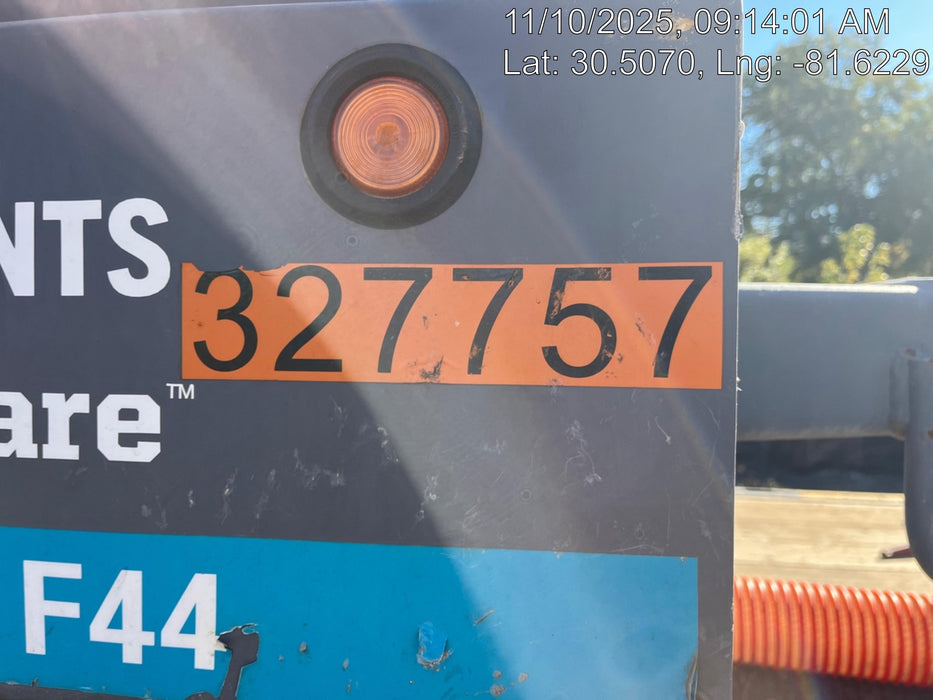 11/10/2025, 09:14:01 AM
Lat: 30.5070, Lng: -81.6229
NTS
327757
are™
F44